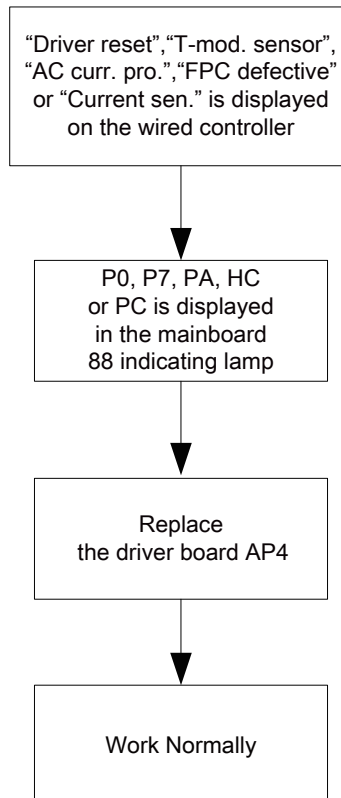 “Driver reset”,“T-mod. sensor”,
“AC curr. pro.”,“FPC defective”
or “Current sen.” is displayed
on the wired controller
P0, P7, PA, HC
or PC is displayed
in the mainboard
88 indicating lamp
Replace
the driver board AP4
Work Normally